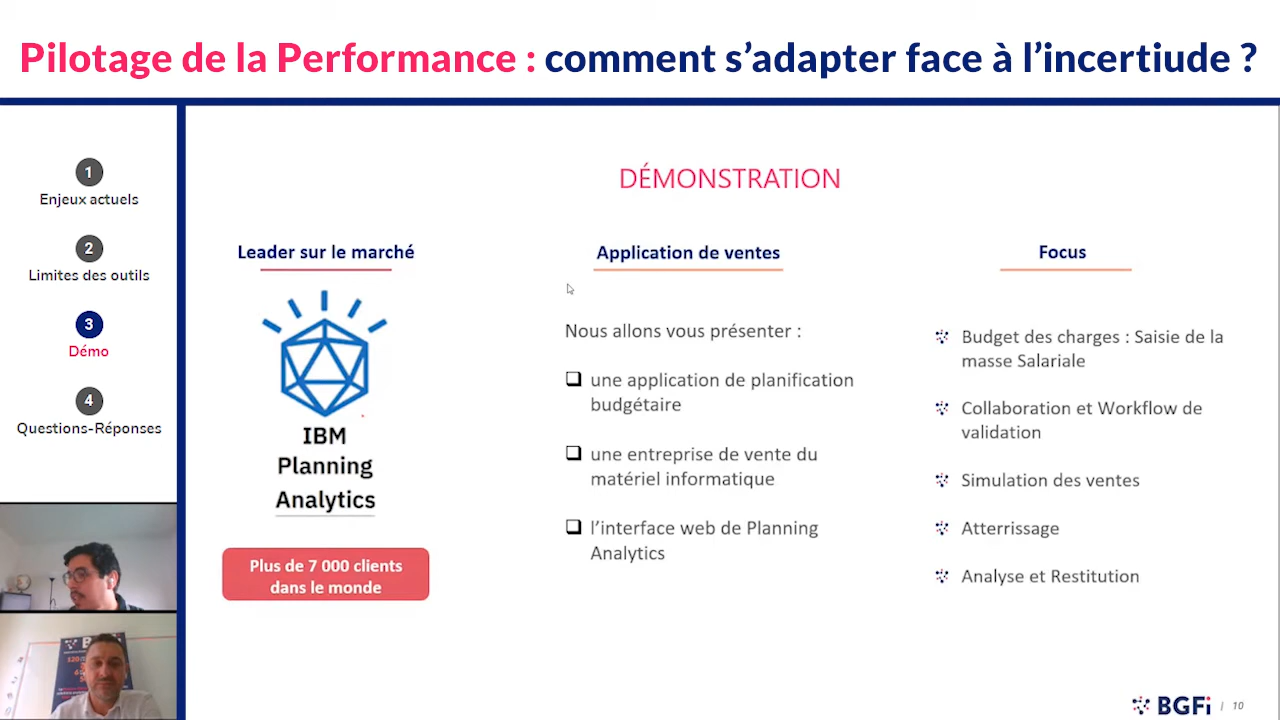 Pilotage de la Performance : comment s’adapter face à l’incertiude ?
1
Enjeux actuels
2
Limites des outils
3
Démo
4
Questions-Réponses
DÉMONSTRATION
Leader sur le marché
IBM
Planning
Analytics
Plus de 7 000 clients
dans le monde
Application de ventes
Nous allons vous présenter :
une application de planification
budgétaire
une entreprise de vente du
matériel informatique
l’interface web de Planning
Analytics
Focus
Budget des charges : Saisie de la
masse Salariale
Collaboration et Workflow de
validation
Simulation des ventes
Atterrissage
Analyse et Restitution
BGFi | 10